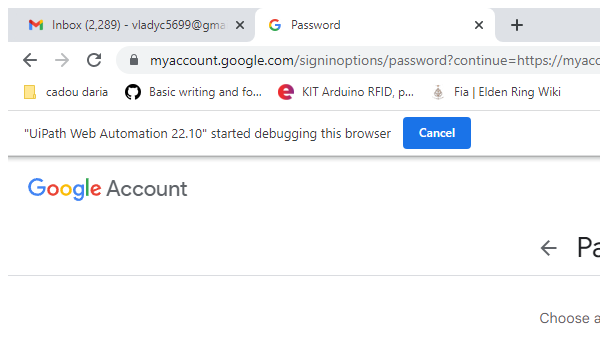 Inbox (2,289) - vladyc5699@gma
Password
myaccount.google.com/signinoptions/password?continue=https://myacc
cadou daria
Basic writing and fo...
KIT Arduino RFID, p...
Fia | Elden Ring Wiki
"UiPath Web Automation 22.10" started debugging this browser
Cancel
Google Account
Pa
Choose a